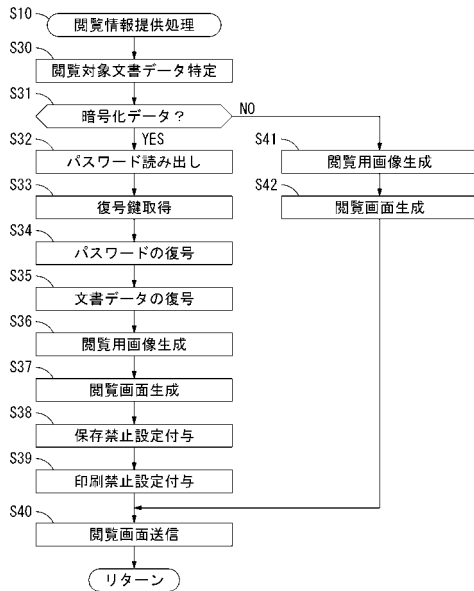 S10
閲覧情報提供処理
S30
閲覧対象文書データ特定
S31
暗号化データ？
NO
YES
S32
パスワード読み出し
S33
復号鍵取得
S34
パスワードの復号
S35
文書データの復号
S36
閲覧用画像生成
S37
閲覧画面生成
S38
保存禁止設定付与
S39
印刷禁止設定付与
S41
閲覧用画像生成
S42
閲覧画面生成
S40
閲覧画面送信
リターン